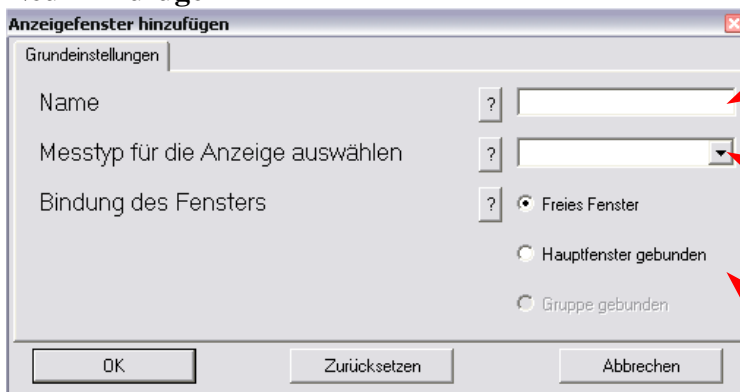 Anzeigefenster hinzufügen
Grundeinstellungen
Name ?
Messtyp für die Anzeige auswählen ?
Bindung des Fensters ? Freies Fenster
Hauptfenster gebunden
Gruppe gebunden
OK Zurücksetzen Abbrechen